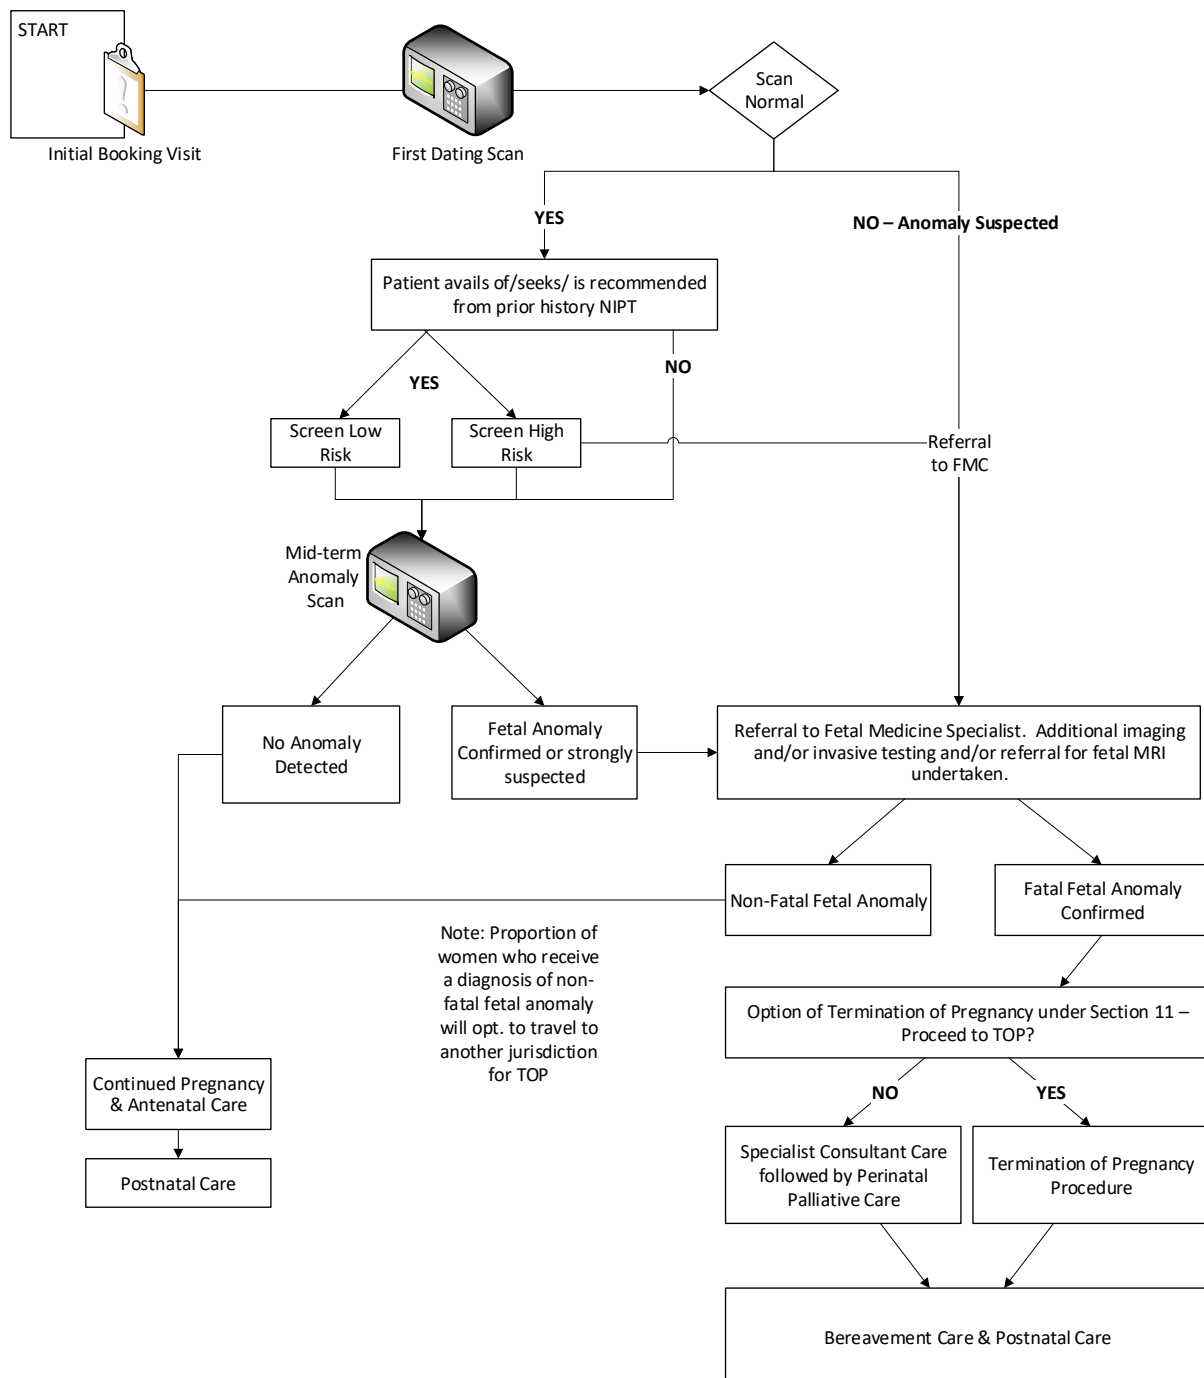 START
Initial Booking Visit
First Dating Scan
Scan
Normal
YES
NO – Anomaly Suspected
Patient avails of/seeks/ is recommended
from prior history NIPT
YES
NO
Screen Low
Risk
Screen High
Risk
Referral
to FMC
Mid-term
Anomaly
Scan
No Anomaly
Detected
Fetal Anomaly
Confirmed or strongly
suspected
Referral to Fetal Medicine Specialist. Additional imaging
and/or invasive testing and/or referral for fetal MRI
undertaken.
Non-Fatal Fetal Anomaly
Fatal Fetal Anomaly
Confirmed
Note: Proportion of
women who receive
a diagnosis of non-
fatal fetal anomaly
will opt. to travel to
another jurisdiction
for TOP
Option of Termination of Pregnancy under Section 11 –
Proceed to TOP?
Continued Pregnancy
& Antenatal Care
NO
YES
Postnatal Care
Specialist Consultant Care
followed by Perinatal
Palliative Care
Termination of Pregnancy
Procedure
Bereavement Care & Postnatal Care